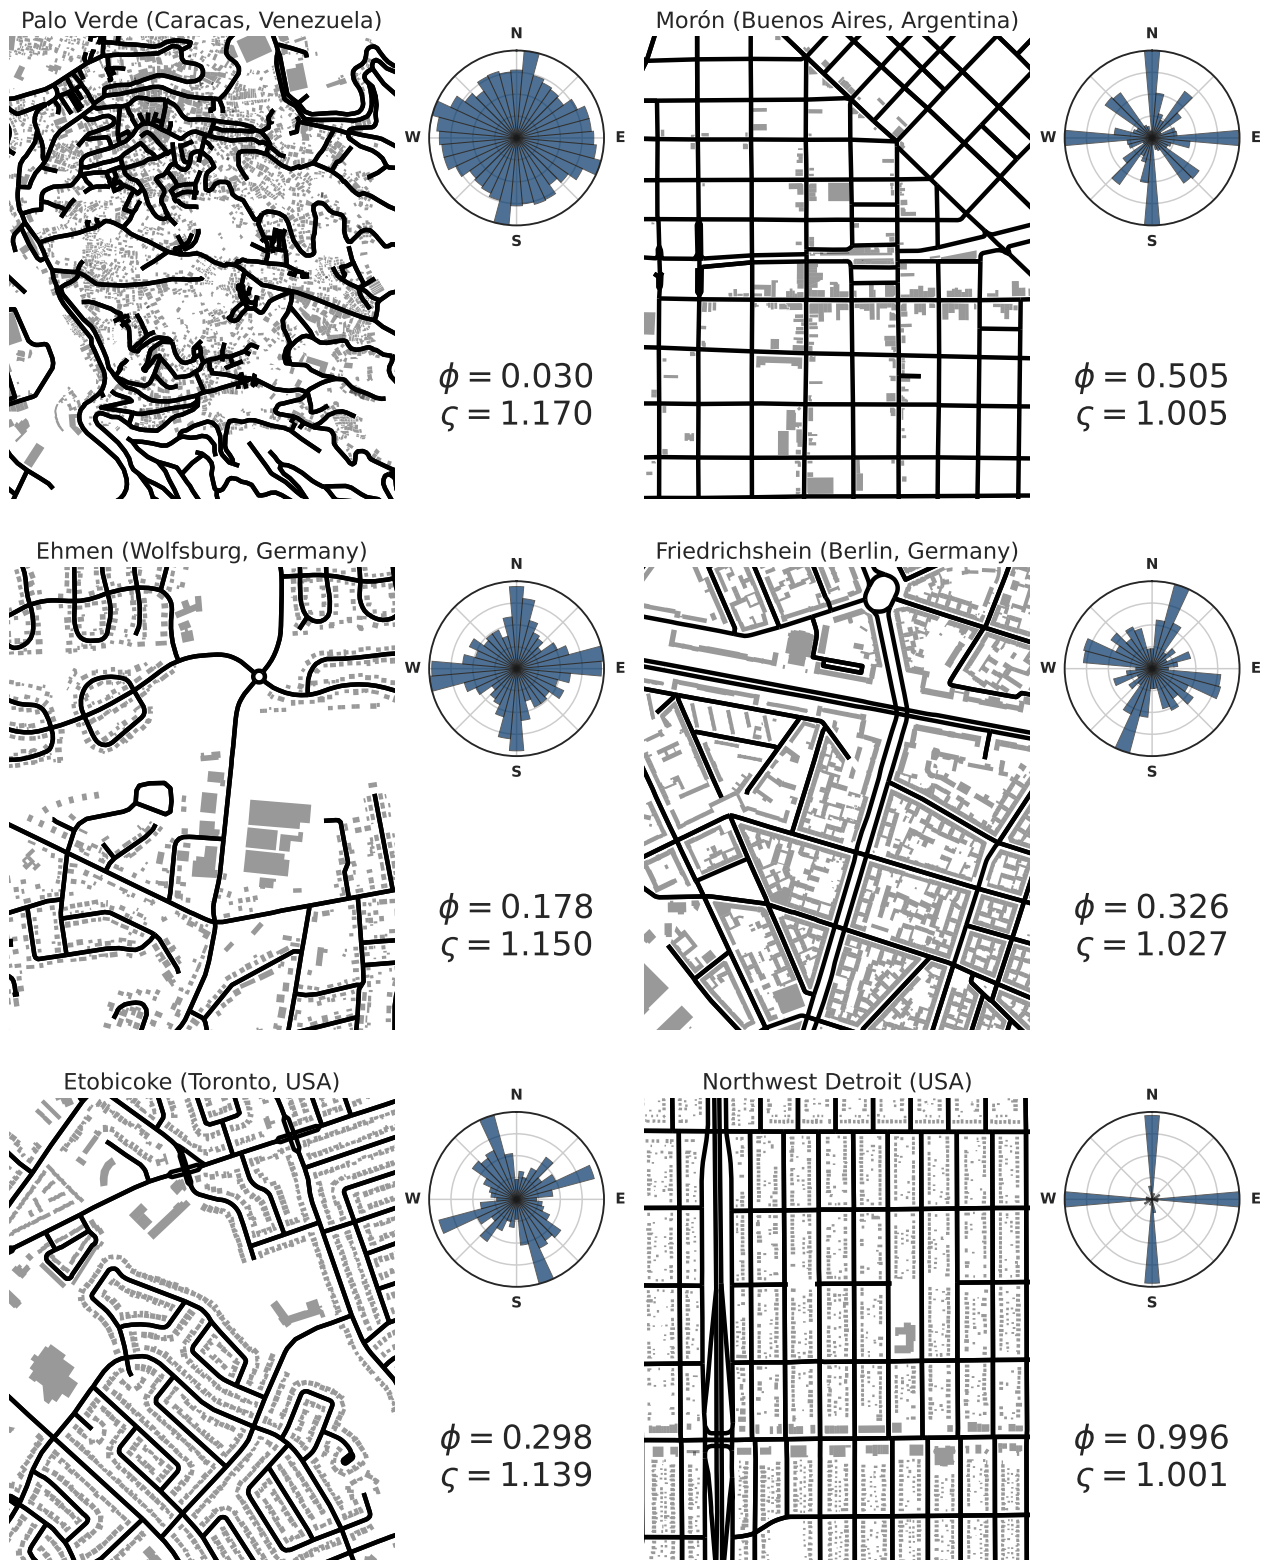 Palo Verde (Caracas, Venezuela)
N
W
E
S
ϕ = 0.030
ς = 1.170
Morón (Buenos Aires, Argentina)
N
W
E
S
ϕ = 0.505
ς = 1.005
Ehmen (Wolfsburg, Germany)
N
W
E
S
ϕ = 0.178
ς = 1.150
Friedrichshein (Berlin, Germany)
N
W
E
S
ϕ = 0.326
ς = 1.027
Etobicoke (Toronto, USA)
N
W
E
S
ϕ = 0.298
ς = 1.139
Northwest Detroit (USA)
N
W
E
S
ϕ = 0.996
ς = 1.001